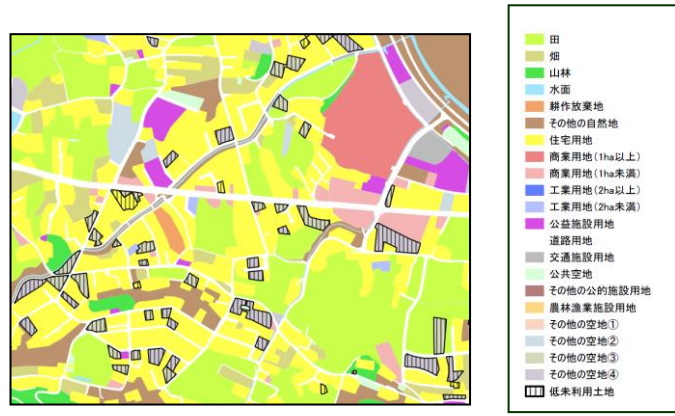 田
畑
山林
水面
耕作放棄地
その他の自然地
住宅用地
商業用地(1ha以上)
商業用地(1ha未満)
工業用地(2ha以上)
工業用地(2ha未満)
公益施設用地
道路用地
交通施設用地
公共空地
その他の公的施設用地
農林漁業施設用地
その他の空地①
その他の空地②
その他の空地③
その他の空地④
低未利用土地